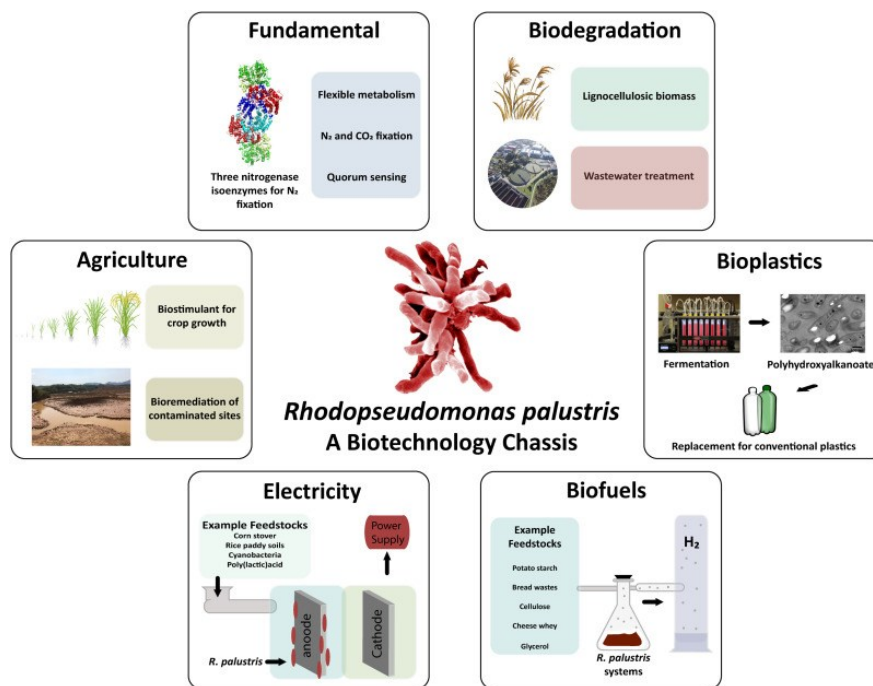 Fundamental
Three nitrogenase
isoenzymes for N₂
fixation
Flexible metabolism
N₂ and CO₂ fixation
Quorum sensing
Biodegradation
Lignocellulosic biomass
Wastewater treatment
Agriculture
Biostimulant for
crop growth
Bioremediation of
contaminated sites
Rhodopseudomonas palustris
A Biotechnology Chassis
Bioplastics
Fermentation
Polyhydroxyalkanoate
Replacement for conventional plastics
Electricity
Example Feedstocks
Corn stover
Rice paddy soils
Cyanobacteria
Poly(lactic)acid
Power
Supply
anoode
Cathode
R. palustris
Biofuels
Example
Feedstocks
Potato starch
Bread wastes
Cellulose
Cheese whey
Glycerol
H₂
R. palustris
systems